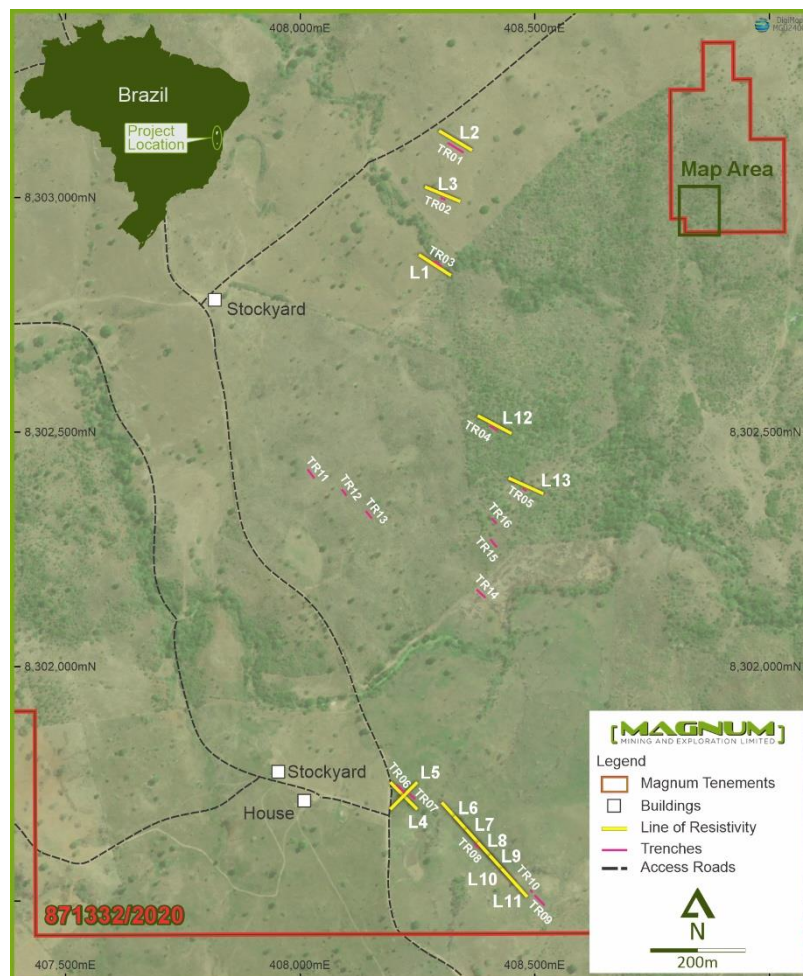 408,000mE
408,500mE
Brazil
Project
Location
Map Area
8,303,000mN
L2
TR01
L3
TR02
TR03
L1
Stockyard
L12
TR04
8,302,500mN
8,302,500mN
TR11
TR12
TR13
L13
TR05
TR16
TR15
TR14
8,302,000mN
8,302,000mN
Stockyard
House
TR06
L5
TR07
L4
L6
L7
L8
TR08
L9
L10
TR10
L11
TR09
871332/2020
[MAGNUM]
MINING AND EXPLORATION LIMITED
Legend
Magnum Tenements
Buildings
Line of Resistivity
Trenches
Access Roads
N
200m
407,500mE
408,000mE
408,500mE